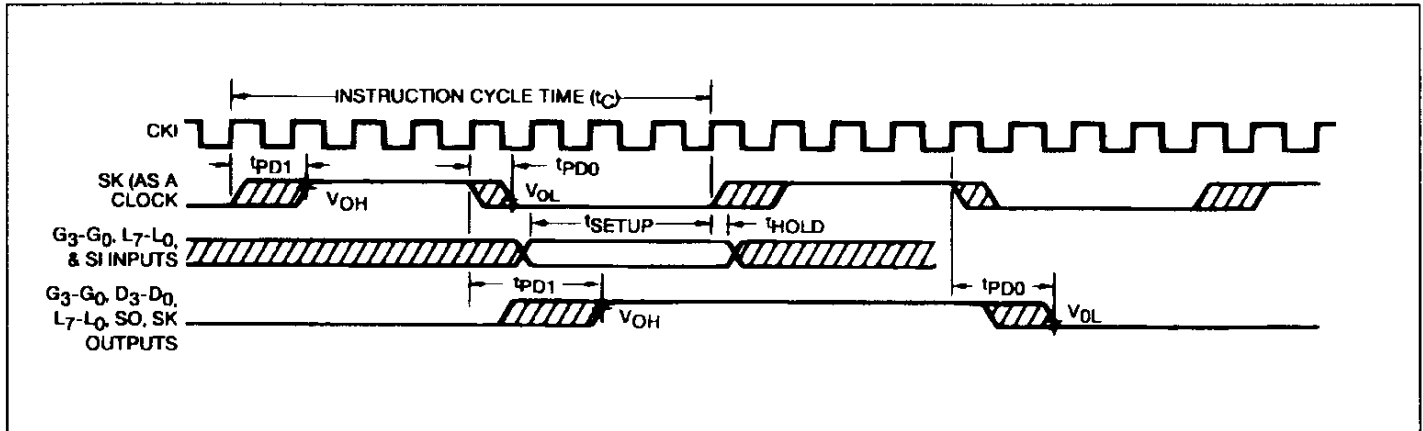 INSTRUCTION CYCLE TIME (tC)
CKI
tPD1
tPD0
SK (AS A
CLOCK
VOH
VOL
tSETUP
tHOLD
G3-G0, L7-L0,
& SI INPUTS
tPD1
tPD0
G3-G0, D3-D0,
L7-L0, SO, SK
OUTPUTS
VOH
VOL